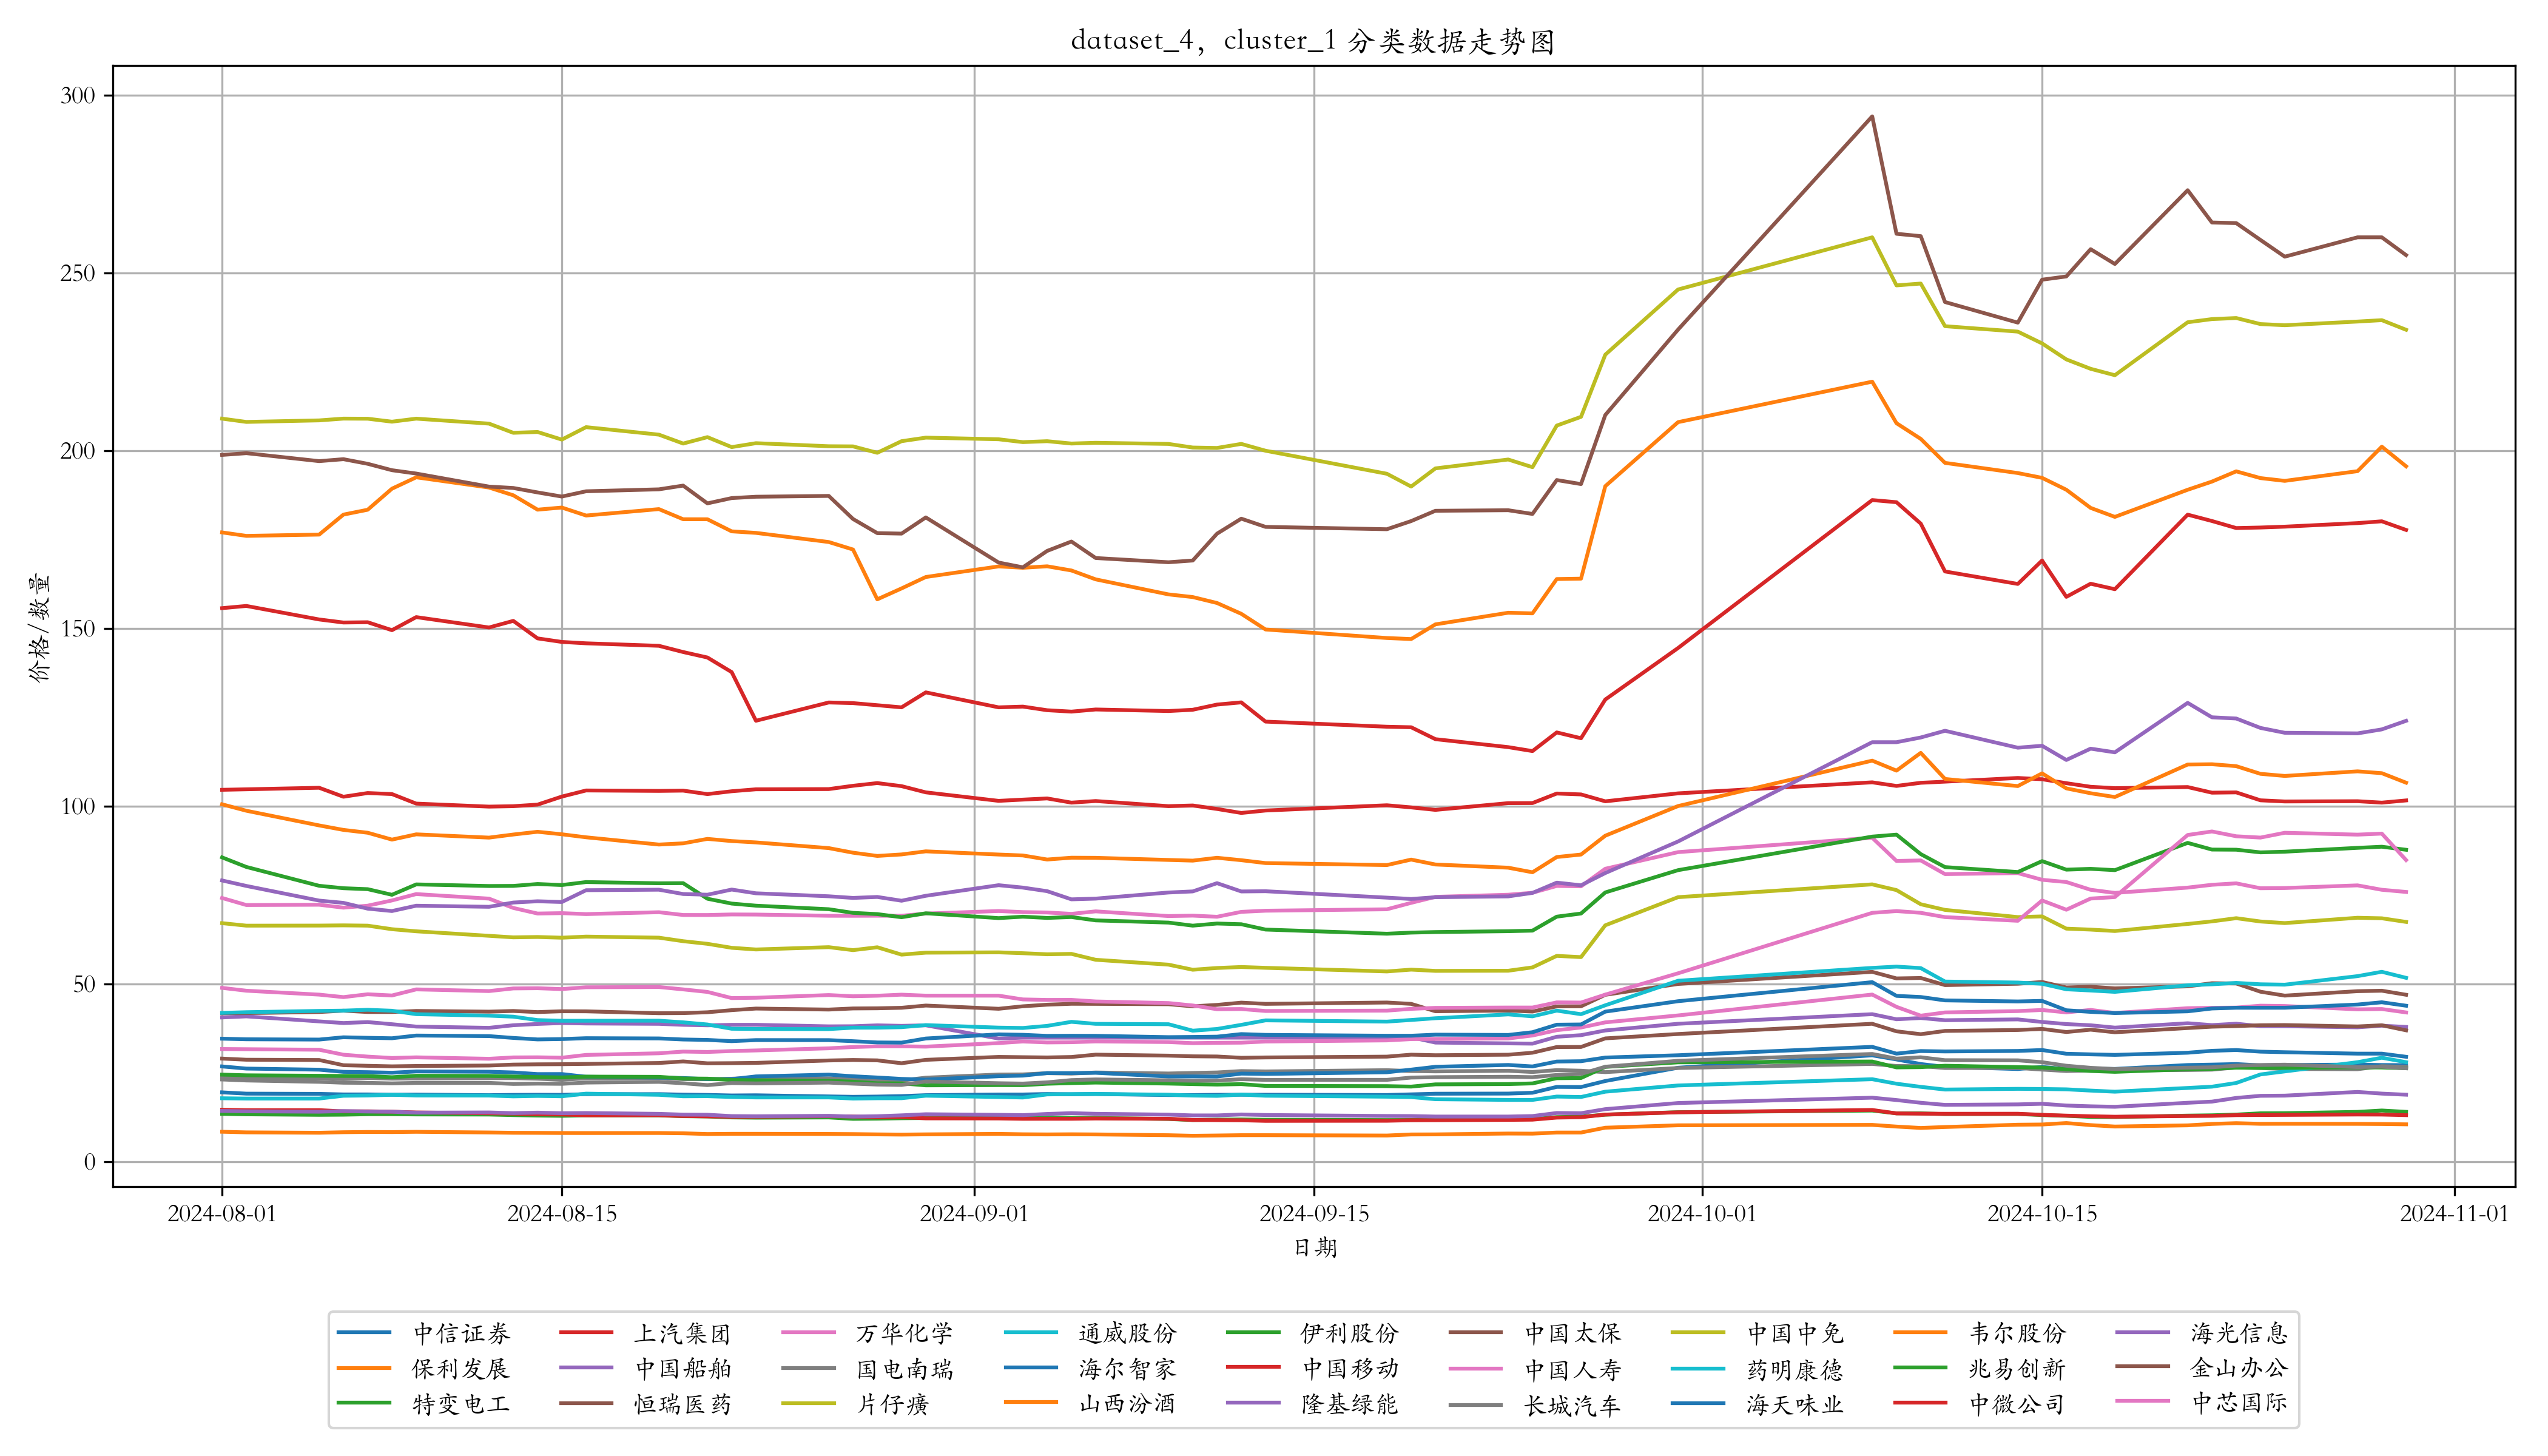 dataset_4，cluster_1 分类数据走势图
300
250
200
150
100
50
0
价格/数量
2024-08-01 2024-08-15 2024-09-01 2024-09-15 2024-10-01 2024-10-15 2024-11-01
日期
中信证券 上汽集团 万华化学 通威股份 伊利股份 中国太保 中国中免 韦尔股份 海光信息
保利发展 中国船舶 国电南瑞 海尔智家 中国移动 中国人寿 药明康德 兆易创新 金山办公
特变电工 恒瑞医药 片仔癀 山西汾酒 隆基绿能 长城汽车 海天味业 中微公司 中芯国际